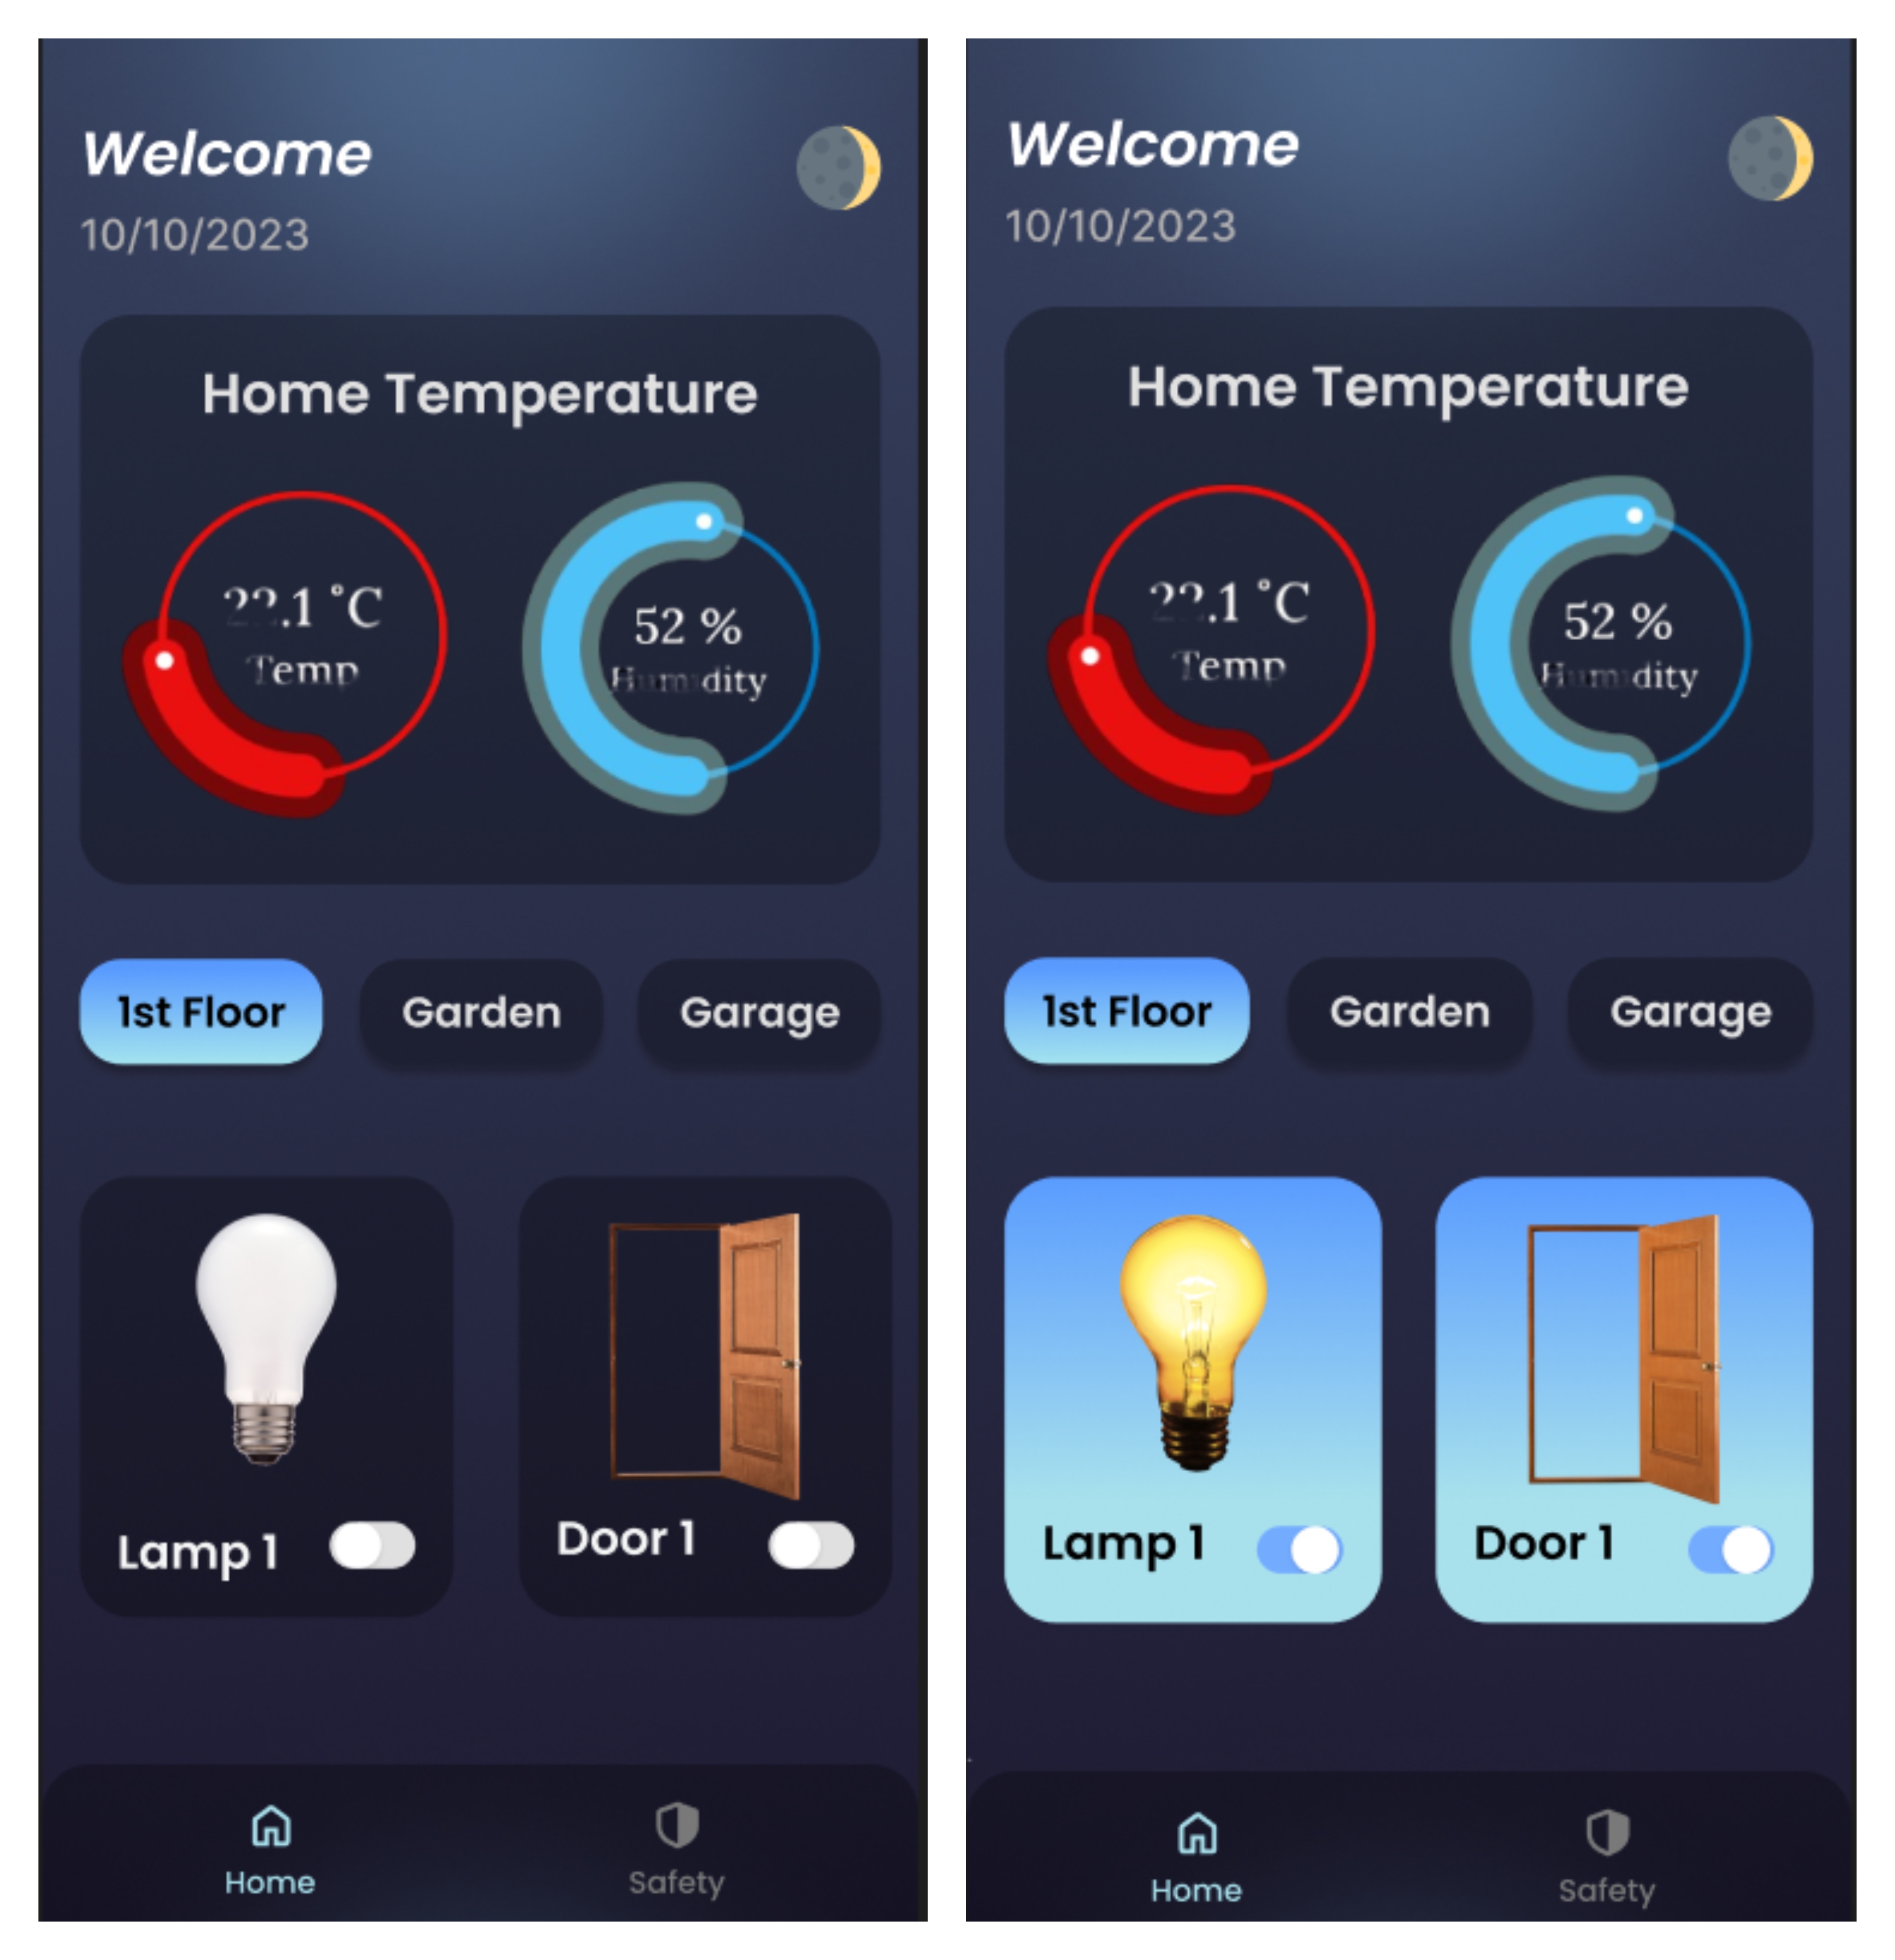 Welcome
10/10/2023
Home Temperature
22.1 °C
Temp
52 %
Humidity
1st Floor Garden Garage
Lamp 1 Door 1
Home Safety
Welcome
10/10/2023
Home Temperature
22.1 °C
Temp
52 %
Humidity
1st Floor Garden Garage
Lamp 1 Door 1
Home Safety